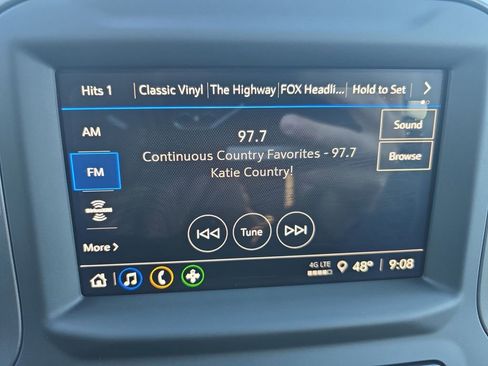 Hits 1 Classic Vinyl The Highway FOX Headli... Hold to Set
AM
97.7
Sound
Continuous Country Favorites - 97.7
Katie Country!
Browse
FM
((SiriusXM))
Tune
More
4G LTE
48° 9:08